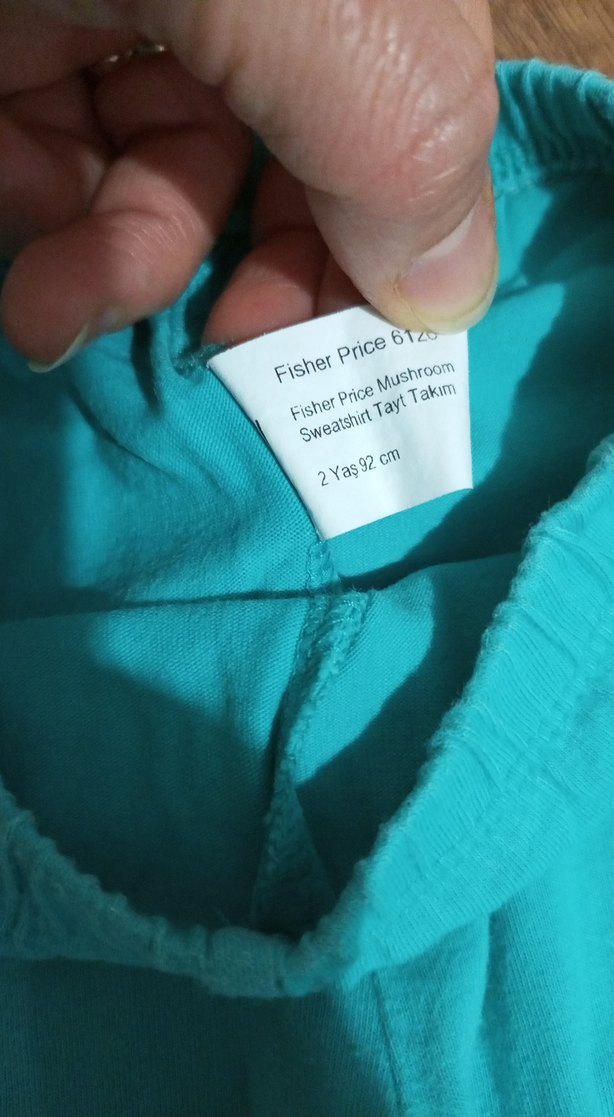 Fisher Price
Fisher Price Mushroom
Sweatshirt Tayt Takım
2 Yaş 92 cm